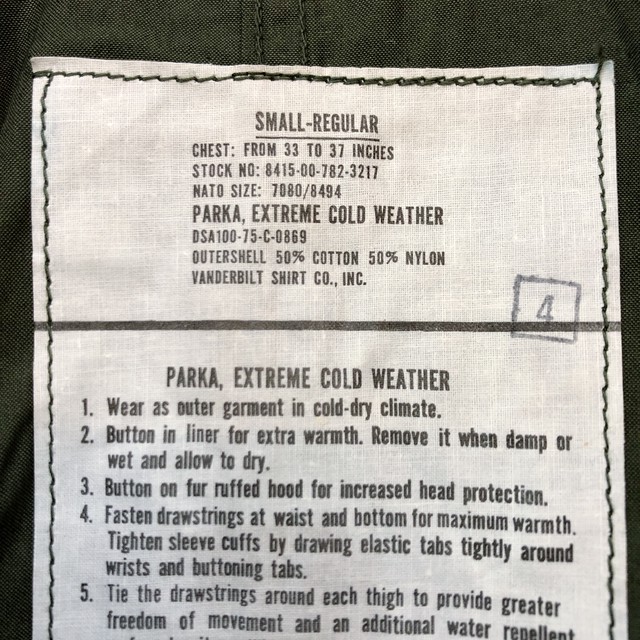 SMALL-REGULAR
CHEST: FROM 33 TO 37 INCHES
STOCK NO: 8415-00-782-3217
NATO SIZE: 7080/8494
PARKA, EXTREME COLD WEATHER
DSA100-75-C-0869
OUTERSHELL 50% COTTON 50% NYLON
VANDERBILT SHIRT CO., INC.
4
PARKA, EXTREME COLD WEATHER
1. Wear as outer garment in cold-dry climate.
2. Button in liner for extra warmth. Remove it when damp or
wet and allow to dry.
3. Button on fur ruffed hood for increased head protection.
4. Fasten drawstrings at waist and bottom for maximum warmth.
Tighten sleeve cuffs by drawing elastic tabs tightly around
wrists and buttoning tabs.
5. Tie the drawstrings around each thigh to provide greater
freedom of movement and an additional water repellent